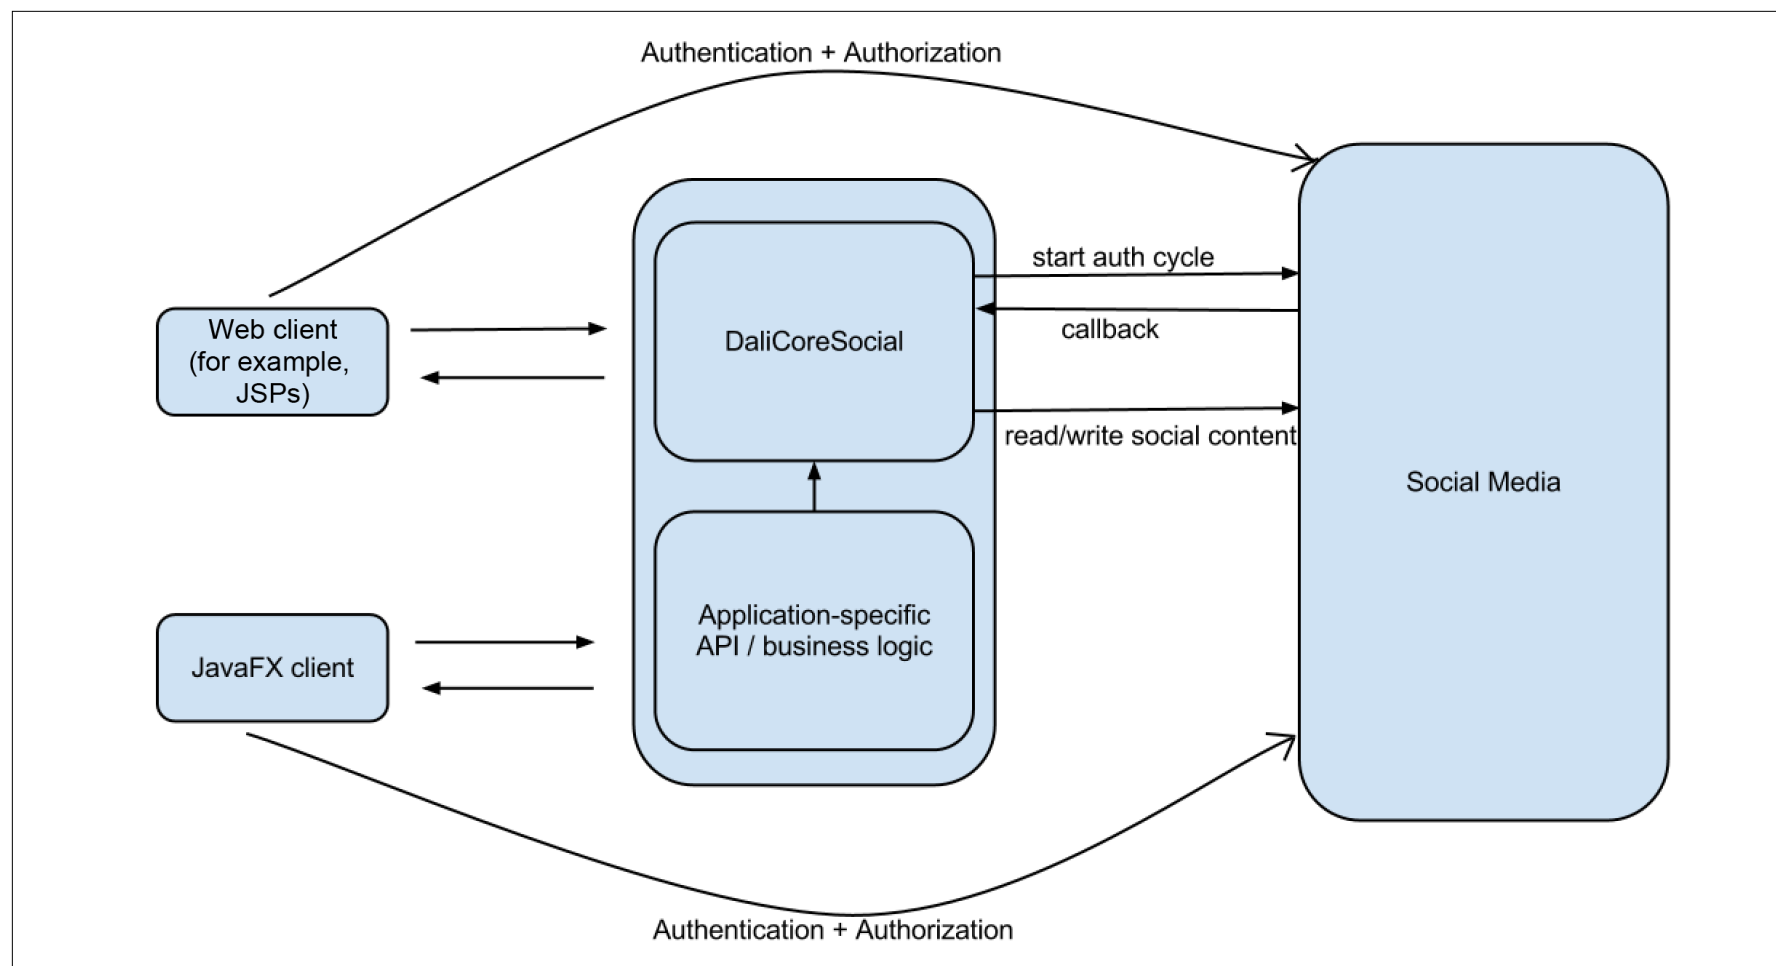 Authentication + Authorization
start auth cycle
Web client
(for example,
JSPs)
DaliCoreSocial
callback
read/write social content
Social Media
Application-specific
API / business logic
JavaFX client
Authentication + Authorization